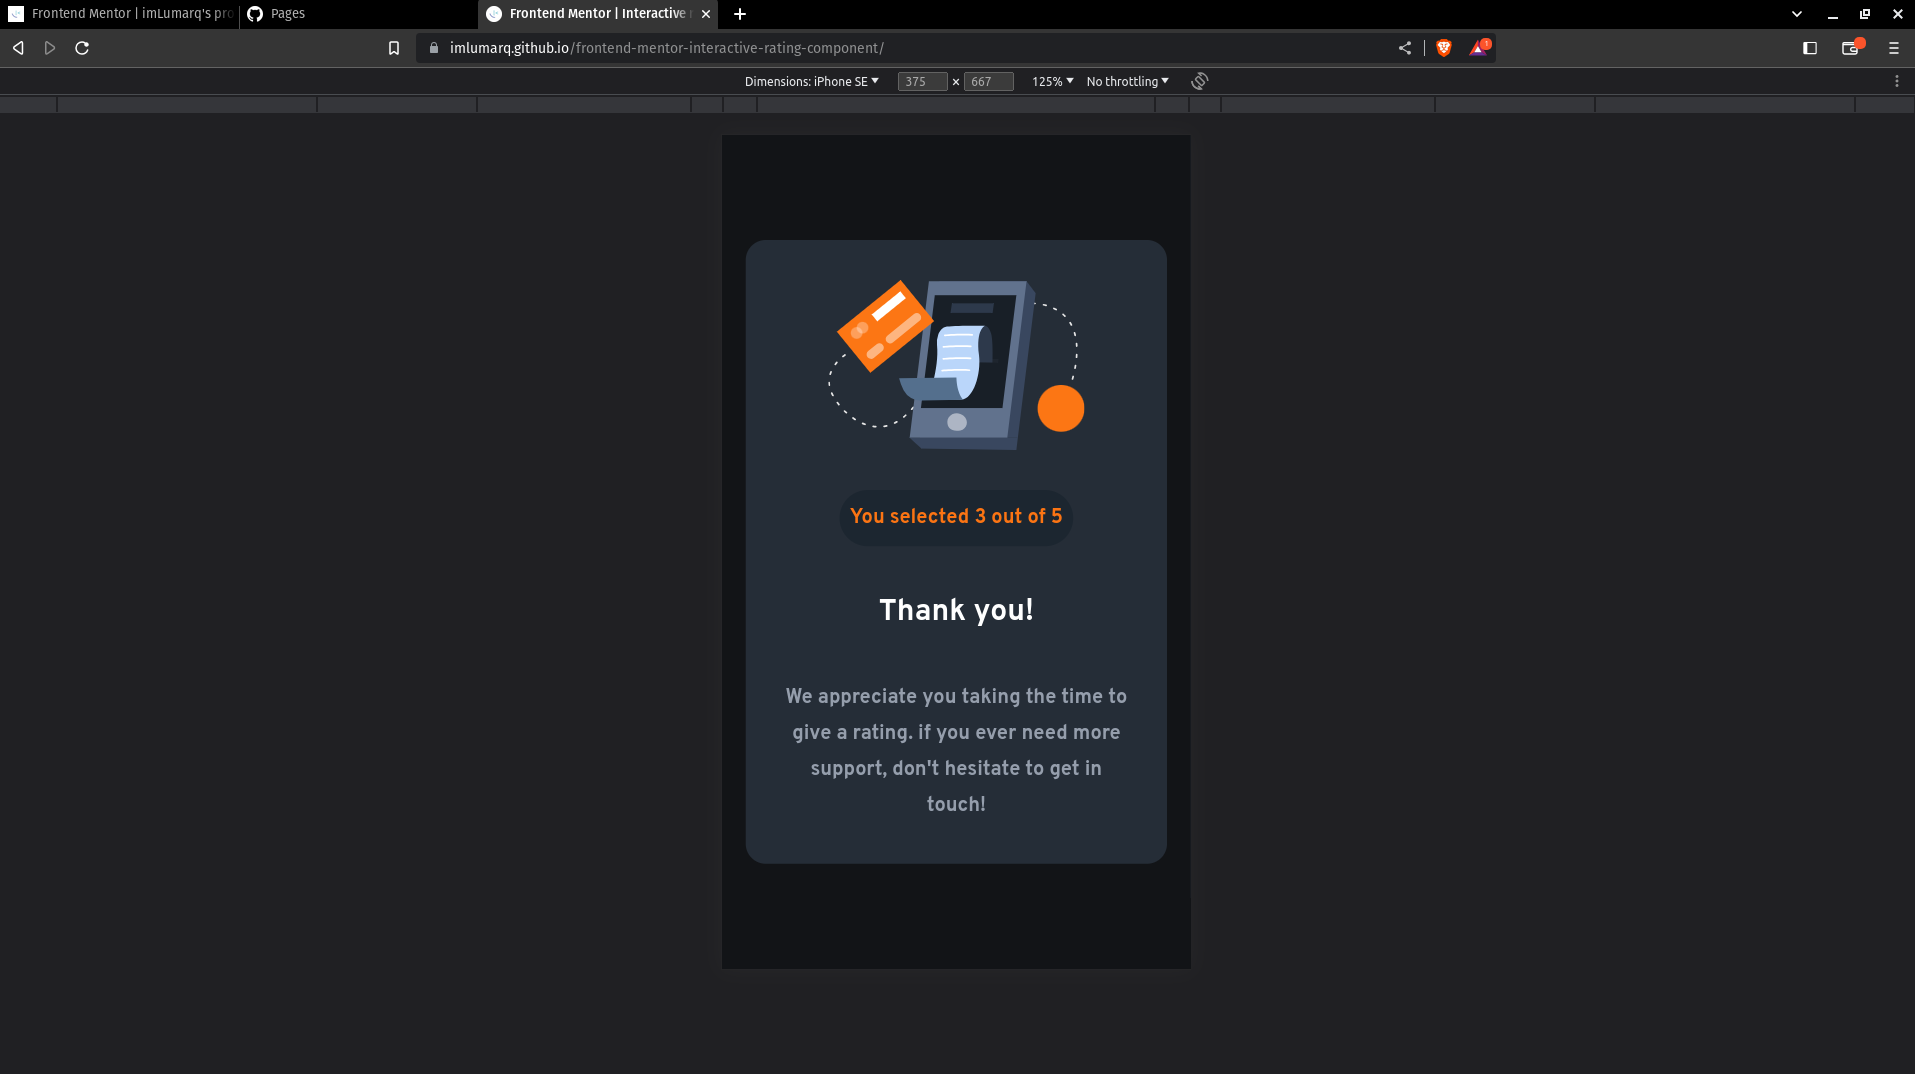 Frontend Mentor | imLumarq's pro
Pages
Frontend Mentor | Interactive r
imlumarq.github.io/frontend-mentor-interactive-rating-component/
1
Dimensions: iPhone SE 375 × 667 125% No throttling
You selected 3 out of 5
Thank you!
We appreciate you taking the time to
give a rating. if you ever need more
support, don't hesitate to get in
touch!